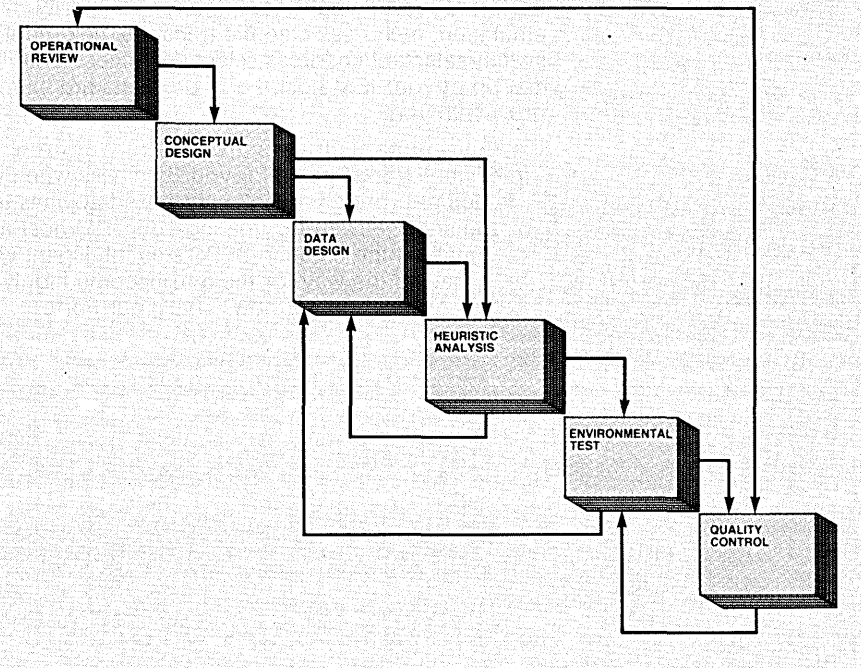 OPERATIONAL
REVIEW
CONCEPTUAL
DESIGN
DATA
DESIGN
HEURISTIC
ANALYSIS
ENVIRONMENTAL
TEST
QUALITY
CONTROL